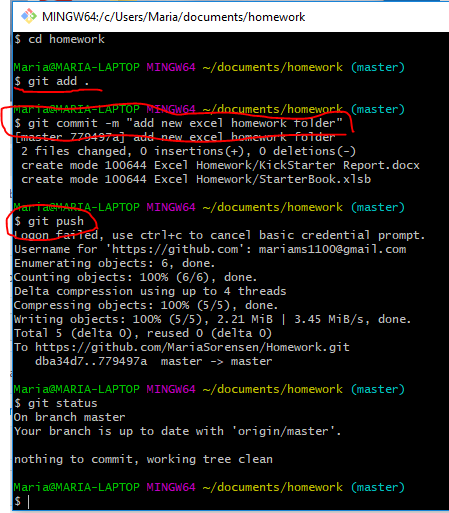 MINGW64:/c/Users/Maria/documents/homework
$ cd homework
Maria@MARIA-LAPTOP MINGW64 ~/documents/homework (master)
$ git add .
Maria@MARIA-LAPTOP MINGW64 ~/documents/homework (master)
$ git commit -m "add new excel homework folder"
[master 779497a] add new excel homework folder
2 files changed, 0 insertions(+), 0 deletions(-)
create mode 100644 Excel Homework/KickStarter Report.docx
create mode 100644 Excel Homework/StarterBook.xlsb
Maria@MARIA-LAPTOP MINGW64 ~/documents/homework (master)
$ git push
Logon failed, use ctrl+c to cancel basic credential prompt.
Username for 'https://github.com': mariams1100@gmail.com
Enumerating objects: 6, done.
Counting objects: 100% (6/6), done.
Delta compression using up to 4 threads
Compressing objects: 100% (5/5), done.
Writing objects: 100% (5/5), 2.21 MiB | 3.45 MiB/s, done.
Total 5 (delta 0), reused 0 (delta 0)
To https://github.com/MariaSorensen/Homework.git
dba34d7..779497a  master -> master
Maria@MARIA-LAPTOP MINGW64 ~/documents/homework (master)
$ git status
On branch master
Your branch is up to date with 'origin/master'.
nothing to commit, working tree clean
Maria@MARIA-LAPTOP MINGW64 ~/documents/homework (master)
$